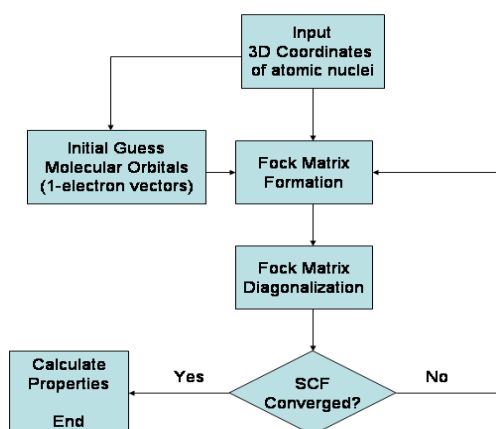 Input
3D Coordinates
of atomic nuclei
Initial Guess
Molecular Orbitals
(1-electron vectors)
Fock Matrix
Formation
Fock Matrix
Diagonalization
SCF
Converged?
Yes
No
Calculate
Properties
End